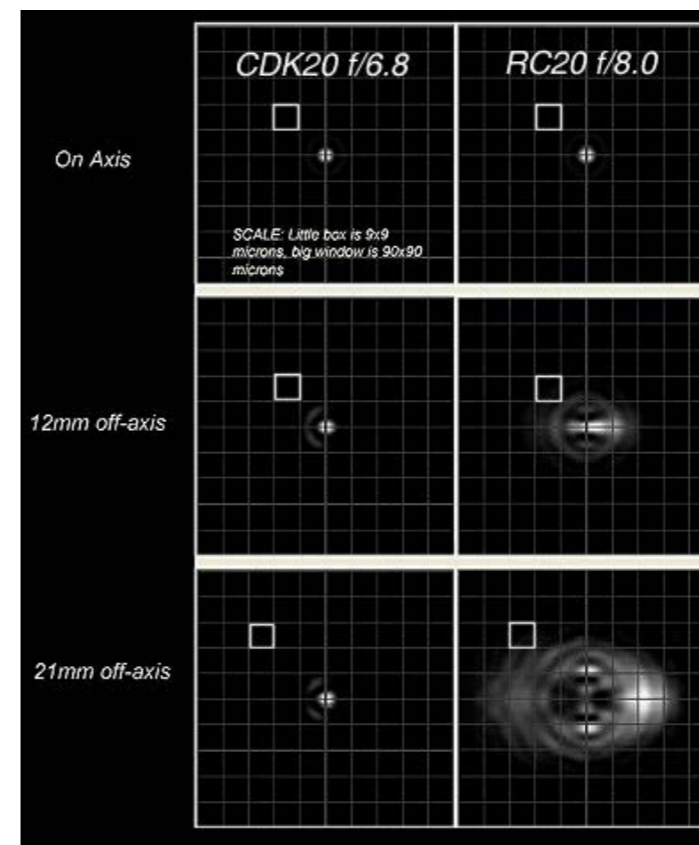 CDK20 f/6.8
RC20 f/8.0
On Axis
SCALE: Little box is 9x9
microns, big window is 90x90
microns
12mm off-axis
21mm off-axis